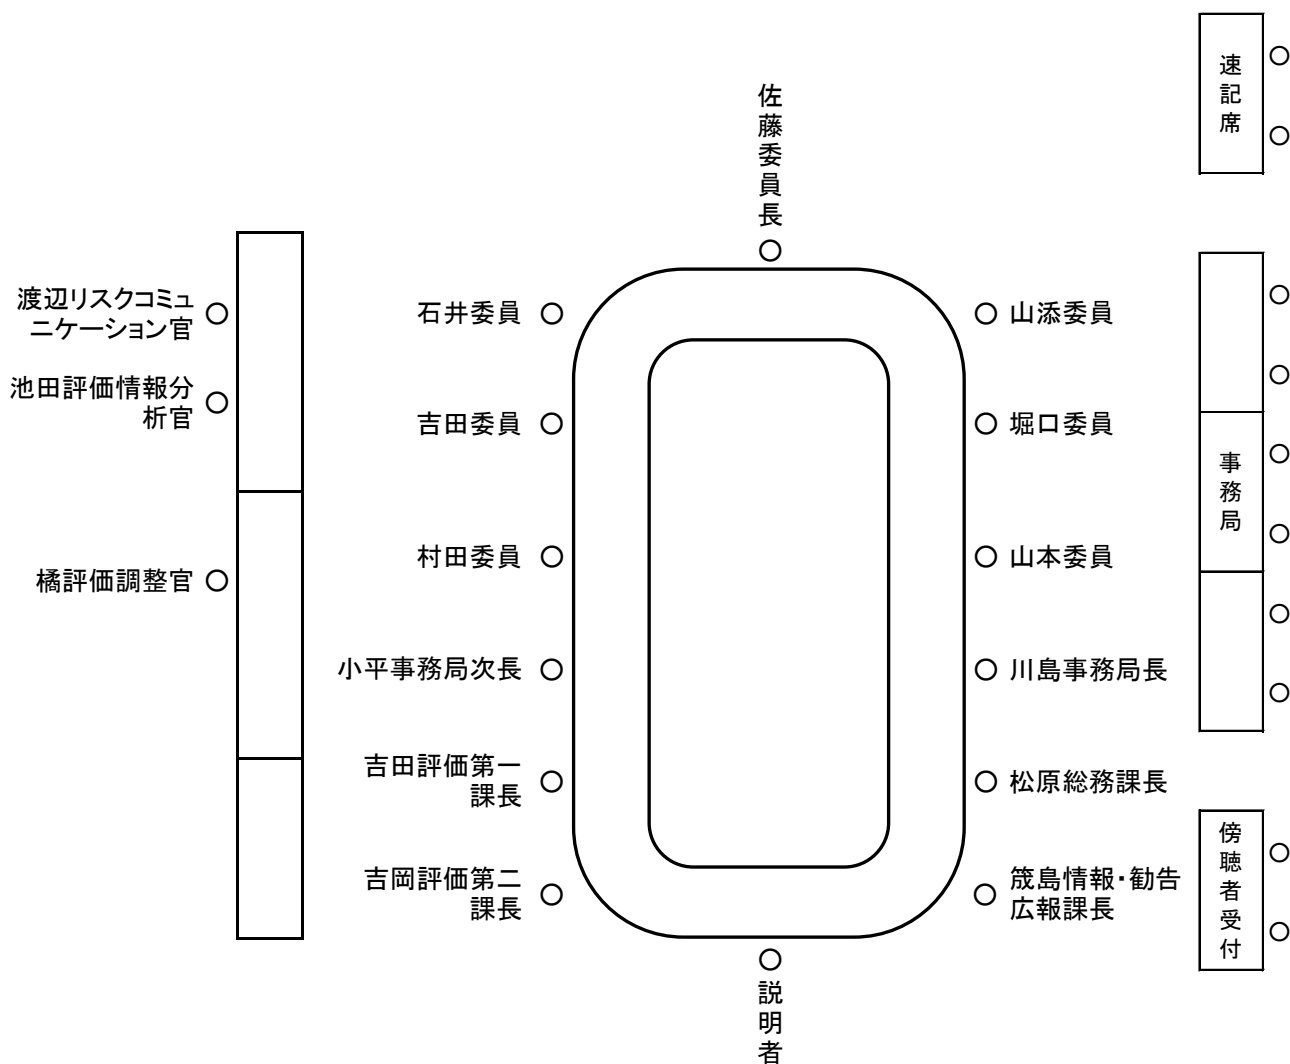 速記席
佐藤委員長
渡辺リスクコミュ
ニケーション官
池田評価情報分
析官
橘評価調整官
石井委員
吉田委員
村田委員
小平事務局次長
吉田評価第一
課長
吉岡評価第二
課長
山添委員
堀口委員
山本委員
川島事務局長
松原総務課長
筬島情報・勧告
広報課長
説明者
事務局
傍聴者受付